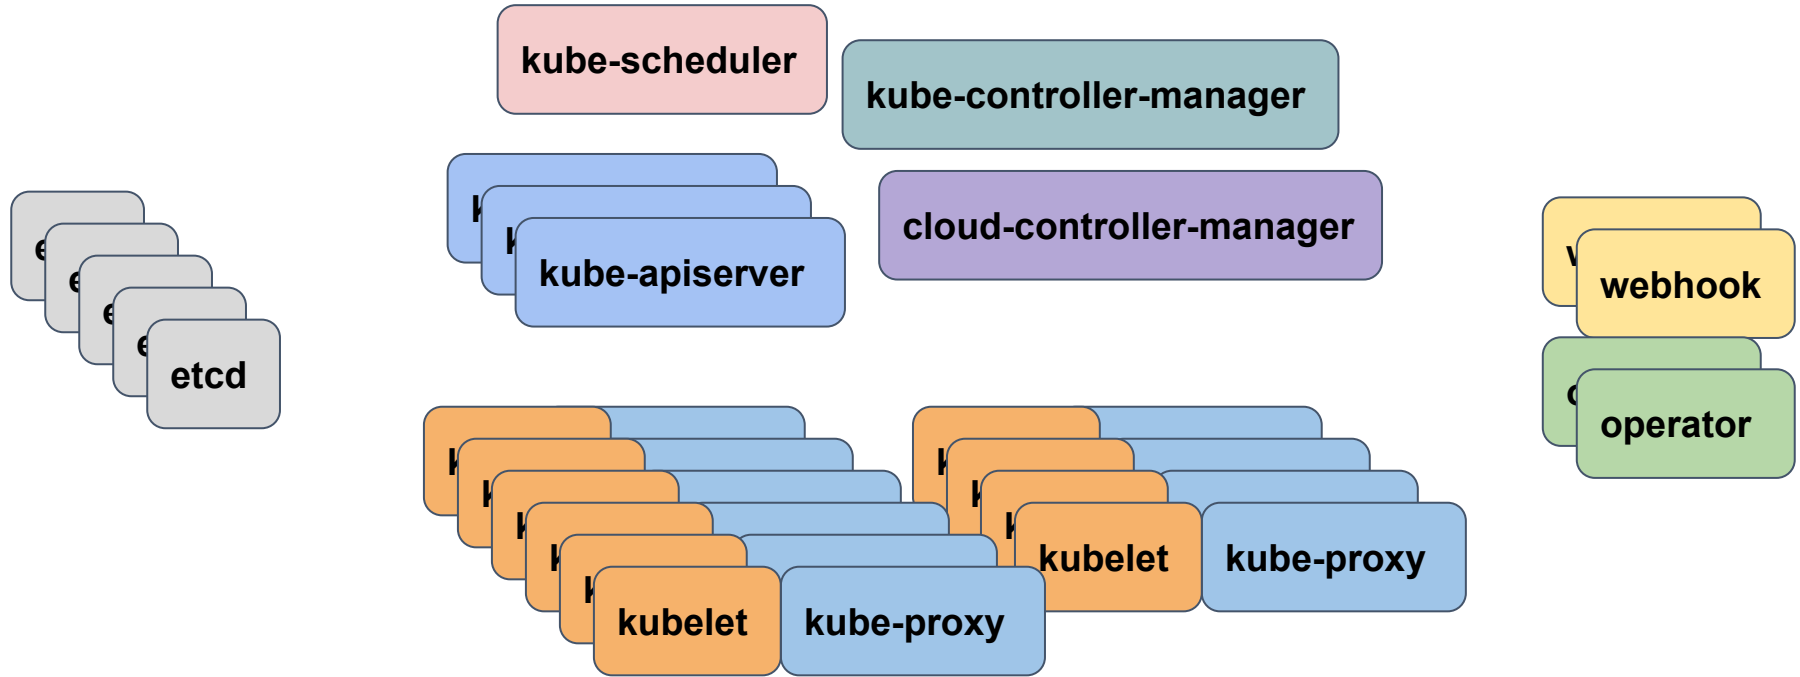 kube-scheduler
kube-controller-manager
cloud-controller-manager
kube-apiserver
etcd
webhook
operator
kubelet
kube-proxy
kubelet
kube-proxy